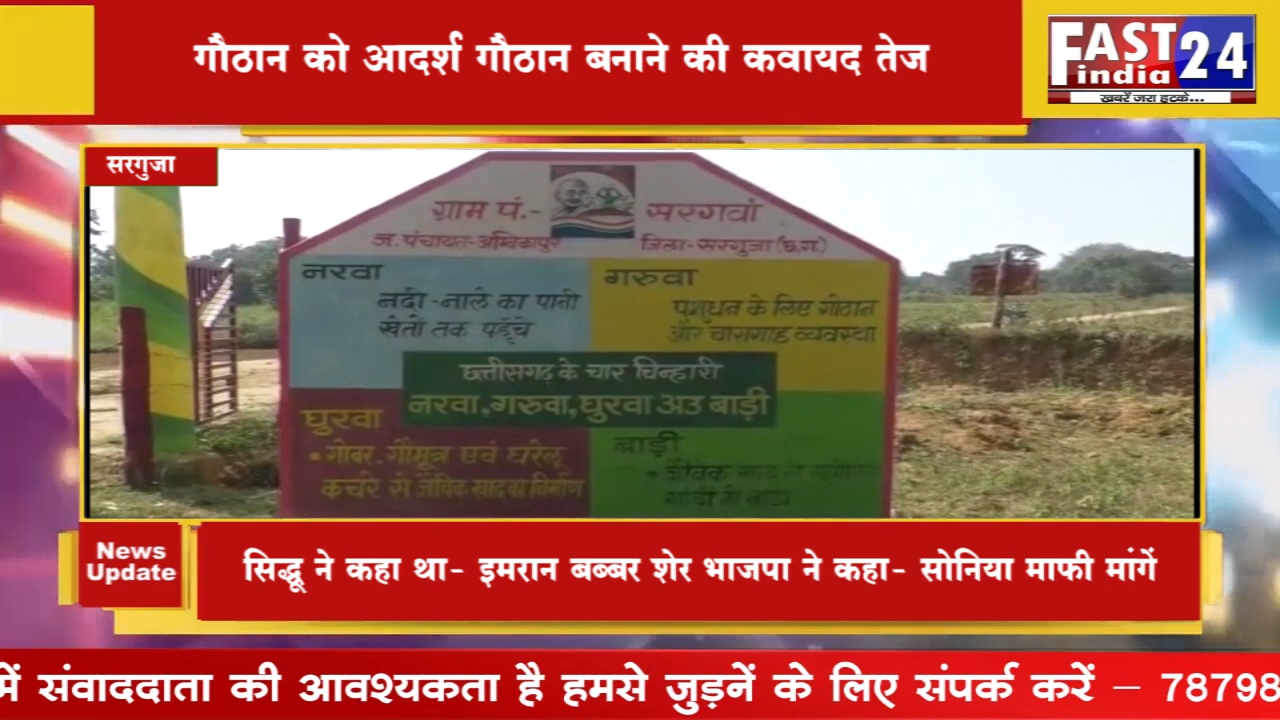 गौठान को आदर्श गौठान बनाने की कवायद तेज
FAST
india 24
खबरें जरा हटके...
सरगुजा
ग्राम पं.- सरगवां
ज. पंचायत-अम्बिकापुर जिला-सरगुजा (छ.ग.)
नरवा
नदी-नाले का पानी
खेतों तक पहुँचे
गरुवा
पशुधन के लिए गोठान
और चारागाह व्यवस्था
छत्तीसगढ़ के चार चिन्हारी
नरवा, गरुवा, घुरवा अउ बाड़ी
घुरवा
•गोबर, गौमूत्र एवं घरेलू
कचरे से जैविक खाद का निर्माण
बाड़ी
• जैविक खाद से
News
Update
सिद्धू ने कहा था- इमरान बब्बर शेर भाजपा ने कहा- सोनिया माफी मांगें
में संवाददाता की आवश्यकता है हमसे जुड़नें के लिए संपर्क करें – 78798